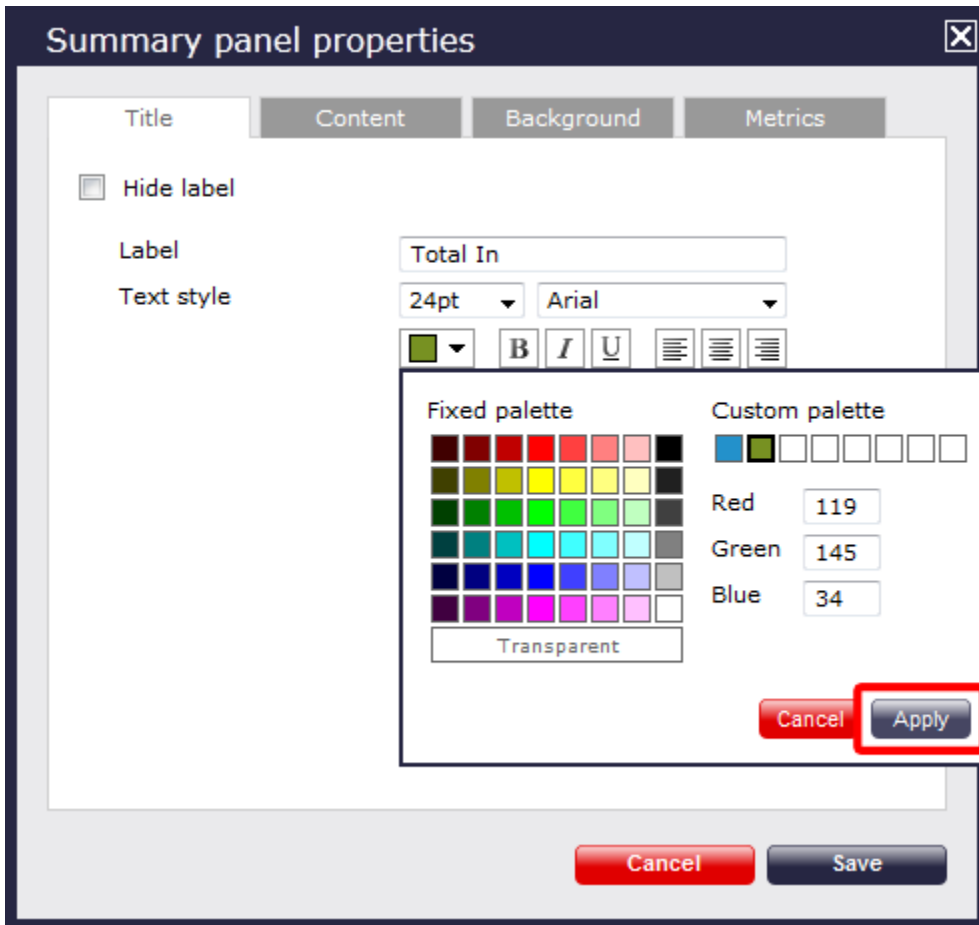 Summary panel properties
Title Content Background Metrics
Hide label
Label Total In
Text style 24pt Arial
B I U
Fixed palette Custom palette
Red 119
Green 145
Blue 34
Transparent
Cancel Apply
Cancel Save